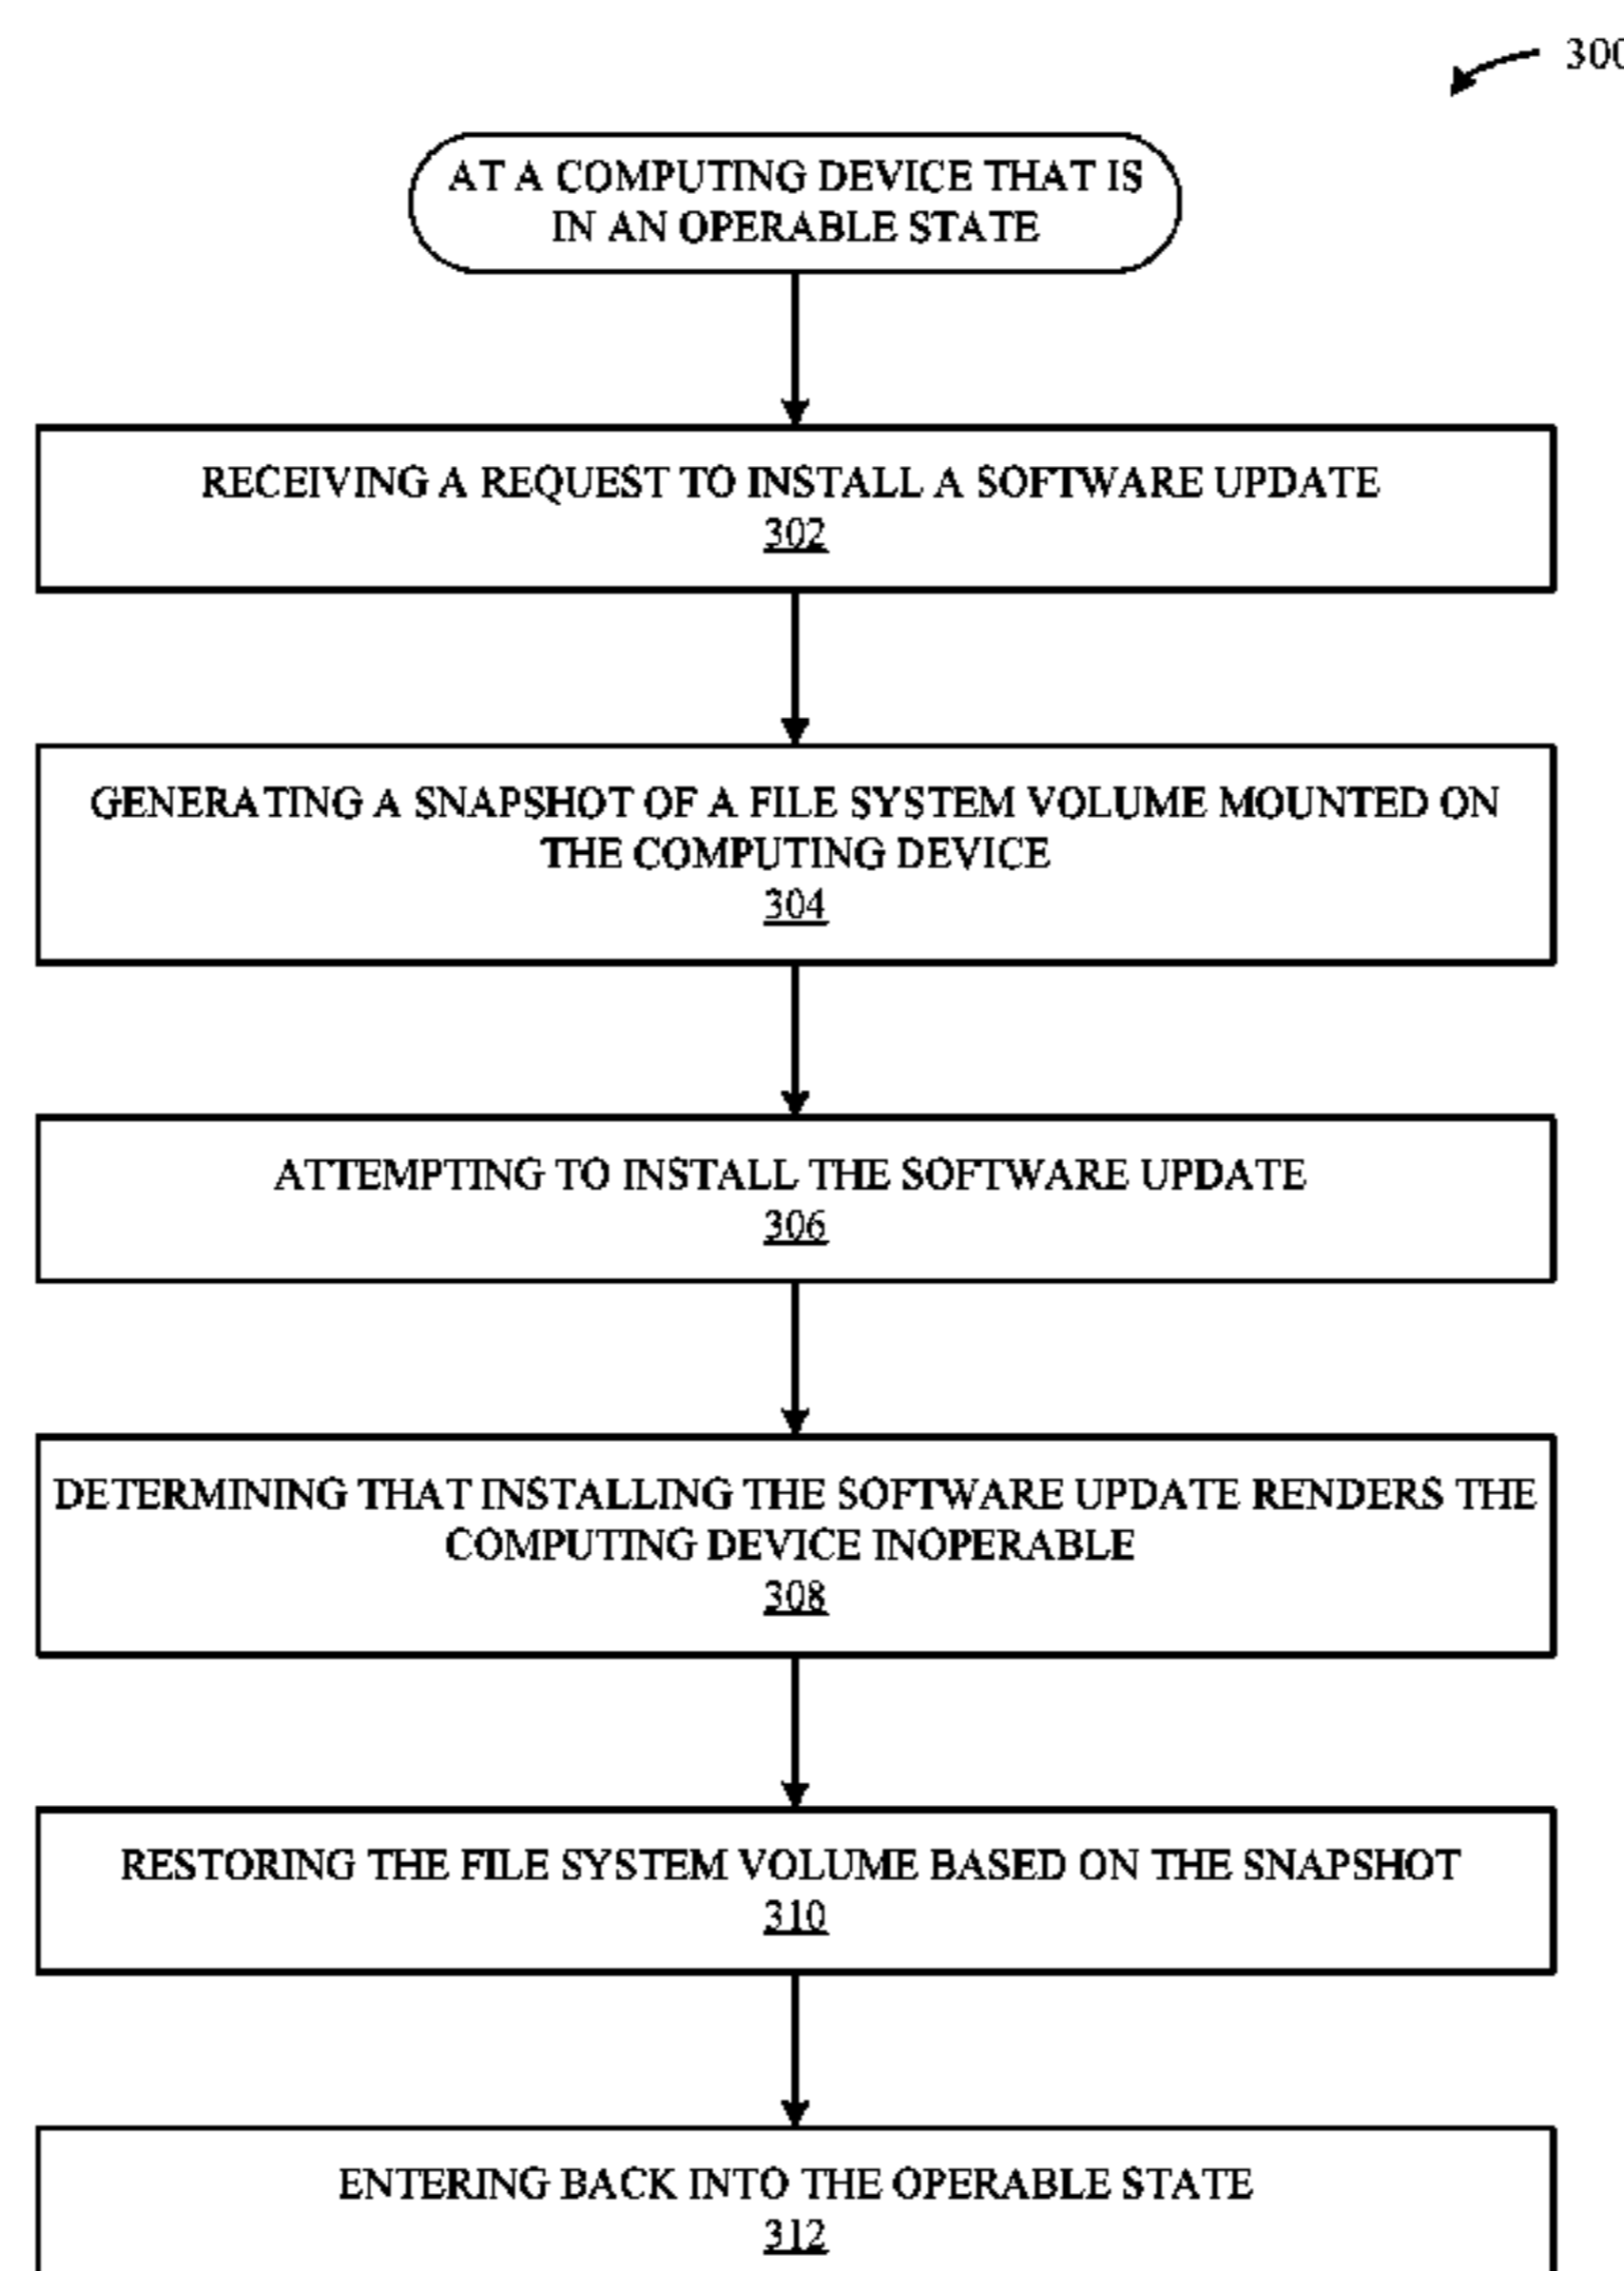 300
AT A COMPUTING DEVICE THAT IS
IN AN OPERABLE STATE
RECEIVING A REQUEST TO INSTALL A SOFTWARE UPDATE
302
GENERATING A SNAPSHOT OF A FILE SYSTEM VOLUME MOUNTED ON
THE COMPUTING DEVICE
304
ATTEMPTING TO INSTALL THE SOFTWARE UPDATE
306
DETERMINING THAT INSTALLING THE SOFTWARE UPDATE RENDERS THE
COMPUTING DEVICE INOPERABLE
308
RESTORING THE FILE SYSTEM VOLUME BASED ON THE SNAPSHOT
310
ENTERING BACK INTO THE OPERABLE STATE
312